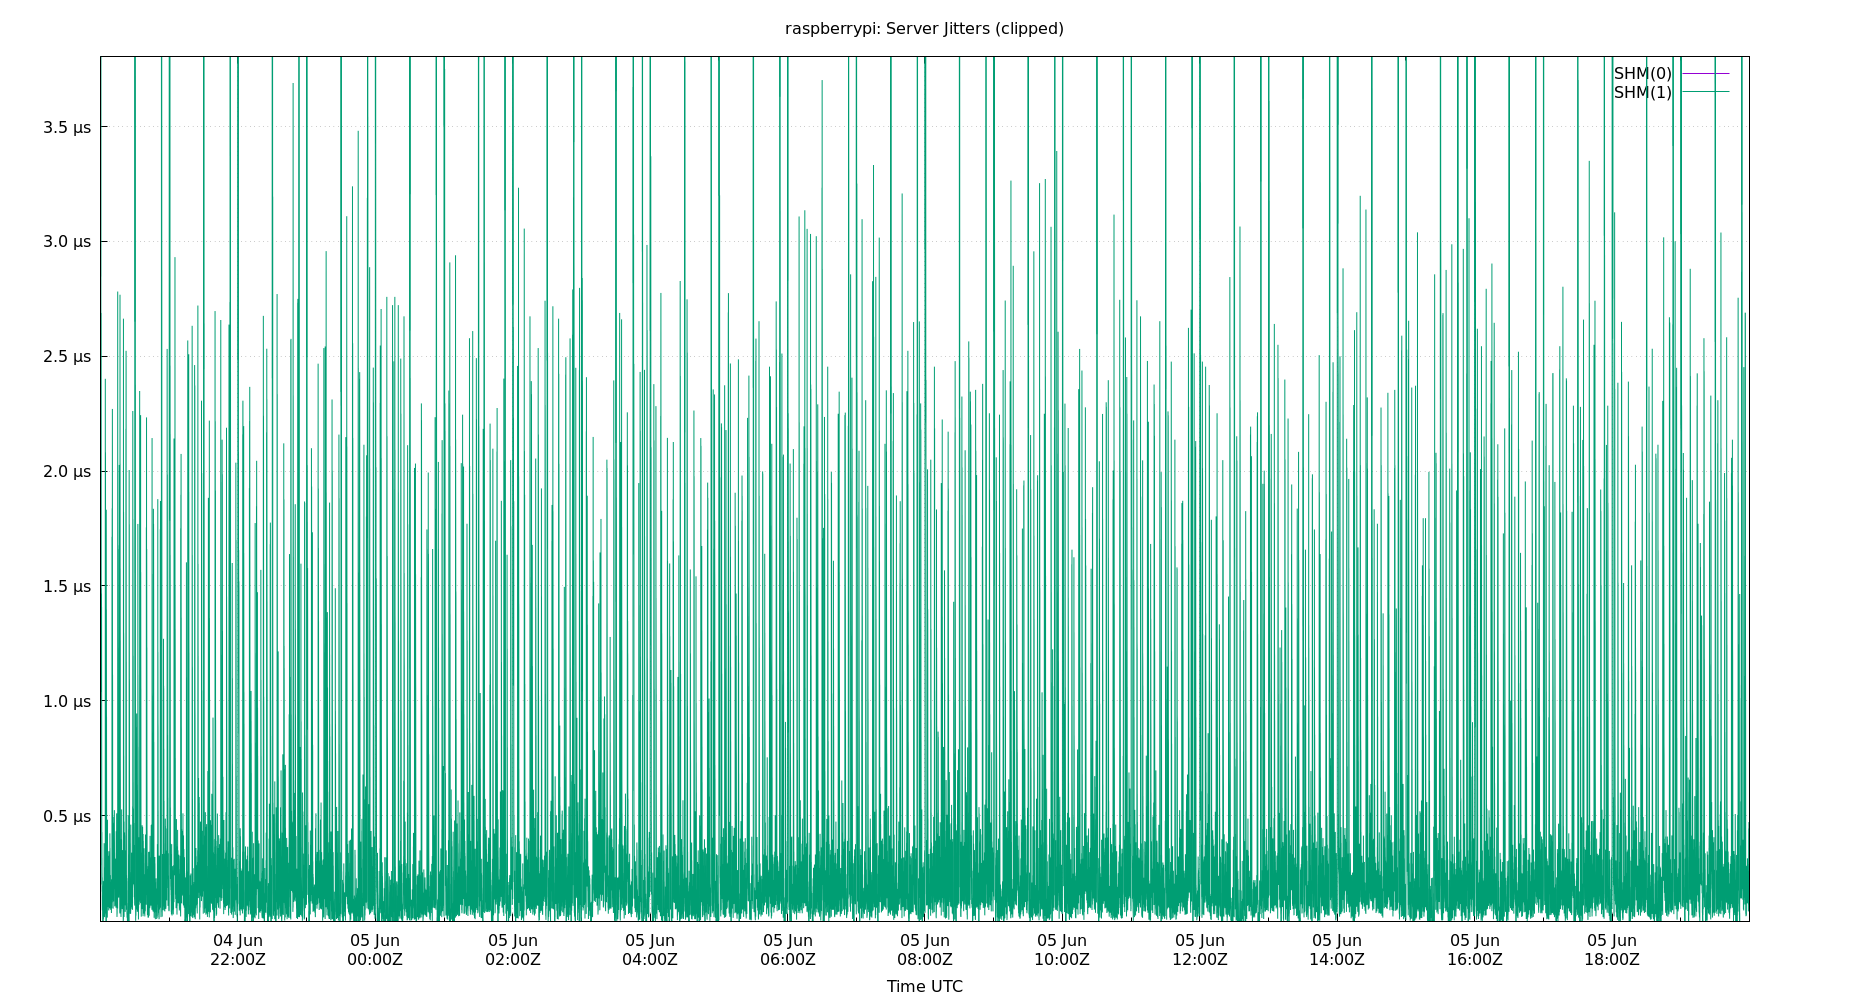 raspberrypi: Server Jitters (clipped)
SHM(0)
SHM(1)
3.5 µs
3.0 µs
2.5 µs
2.0 µs
1.5 µs
1.0 µs
0.5 µs
04 Jun 05 Jun 05 Jun 05 Jun 05 Jun 05 Jun 05 Jun 05 Jun 05 Jun 05 Jun 05 Jun
22:00Z 00:00Z 02:00Z 04:00Z 06:00Z 08:00Z 10:00Z 12:00Z 14:00Z 16:00Z 18:00Z
Time UTC